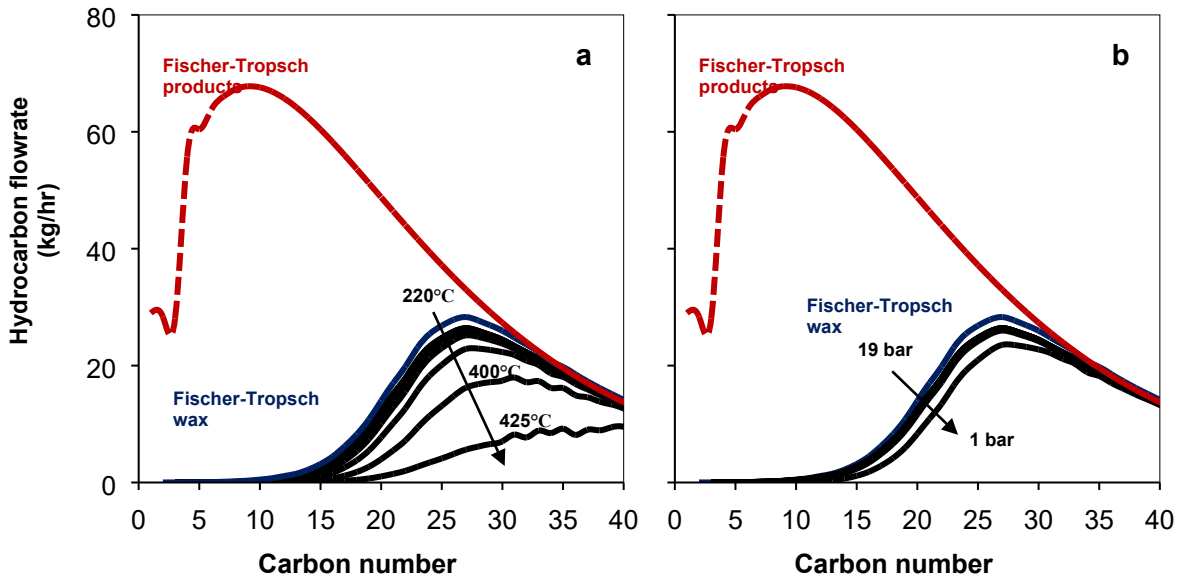 Hydrocarbon flowrate
(kg/hr)
80
60
40
20
0
a
Fischer-Tropsch
products
220°C
400°C
425°C
Fischer-Tropsch
wax
0 5 10 15 20 25 30 35 40
Carbon number
b
Fischer-Tropsch
products
Fischer-Tropsch
wax
19 bar
1 bar
0 5 10 15 20 25 30 35 40
Carbon number